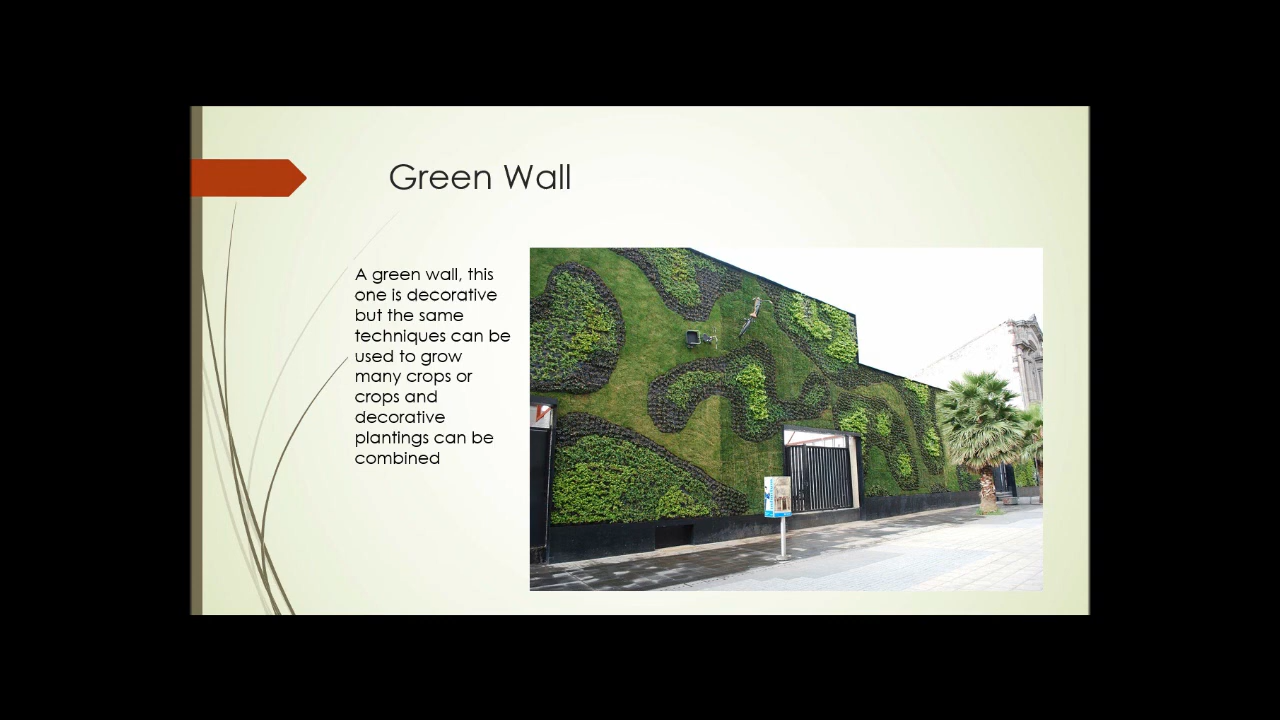 Green Wall
A green wall, this
one is decorative
but the same
techniques can be
used to grow
many crops or
crops and
decorative
plantings can be
combined